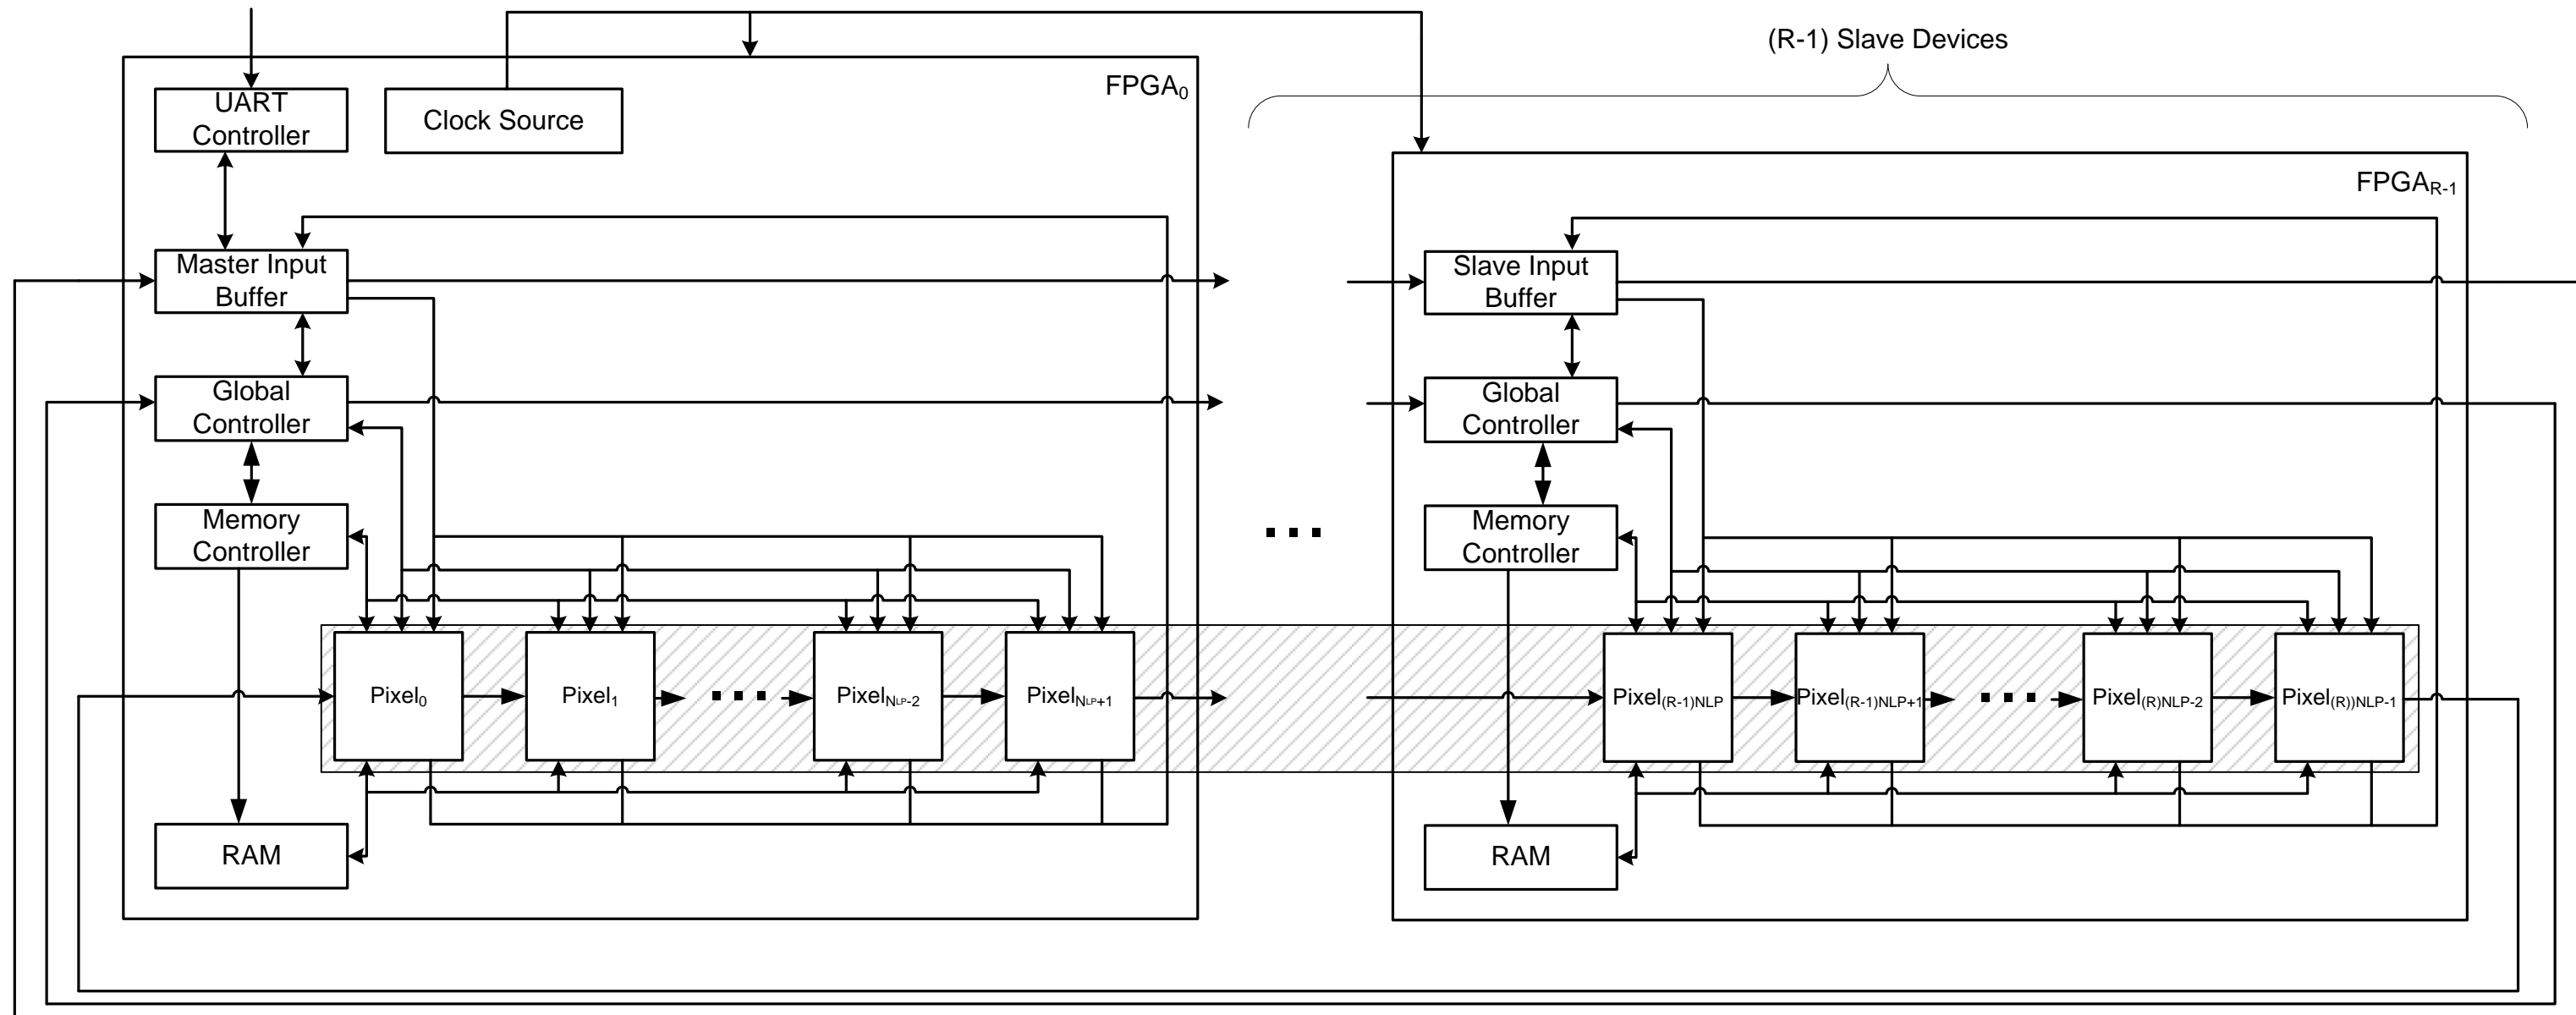 (R-1) Slave Devices
FPGA0
UART
Controller
Clock Source
FPGAR-1
Master Input
Buffer
Slave Input
Buffer
Global
Controller
Global
Controller
Memory
Controller
Memory
Controller
Pixel0
Pixel1
PixelNLP-2
PixelNLP+1
Pixel(R-1)NLP
Pixel(R-1)NLP+1
Pixel(R)NLP-2
Pixel(R))NLP-1
RAM
RAM